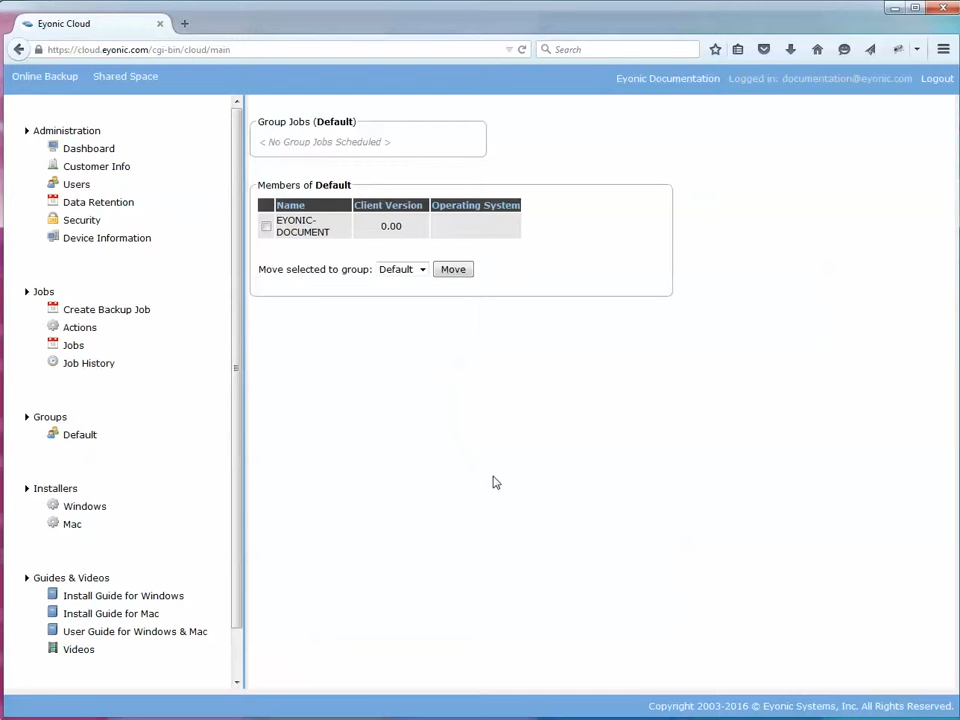 Eyonic Cloud
https://cloud.eyonic.com/cgi-bin/cloud/main
Search
Online Backup Shared Space
Eyonic Documentation Logged in: documentation@eyonic.com Logout
Administration
Dashboard
Customer Info
Users
Data Retention
Security
Device Information
Jobs
Create Backup Job
Actions
Jobs
Job History
Groups
Default
Installers
Windows
Mac
Guides & Videos
Install Guide for Windows
Install Guide for Mac
User Guide for Windows & Mac
Videos
Group Jobs (Default)
< No Group Jobs Scheduled >
Members of Default
Name Client Version Operating System
EYONIC-
DOCUMENT 0.00
Move selected to group: Default Move
Copyright 2003-2016 © Eyonic Systems, Inc. All Rights Reserved.